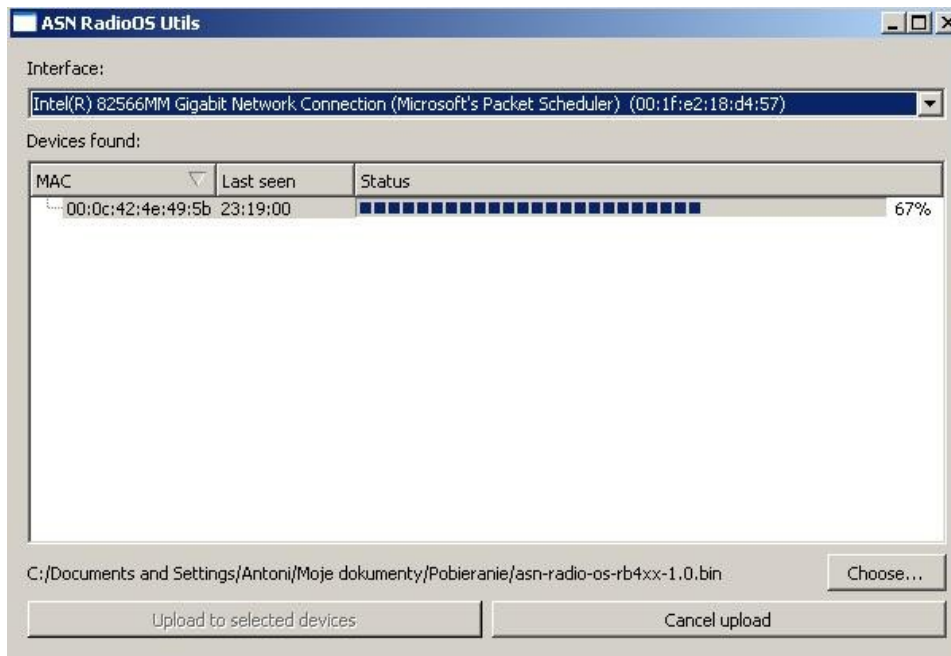 ASN RadioOS Utils
Interface:
Intel(R) 82566MM Gigabit Network Connection (Microsoft's Packet Scheduler) (00:1f:e2:18:d4:57)
Devices found:
MAC Last seen Status
00:0c:42:4e:49:5b 23:19:00 67%
C:/Documents and Settings/Antoni/Moje dokumenty/Pobieranie/asn-radio-os-rb4xx-1.0.bin Choose...
Upload to selected devices Cancel upload